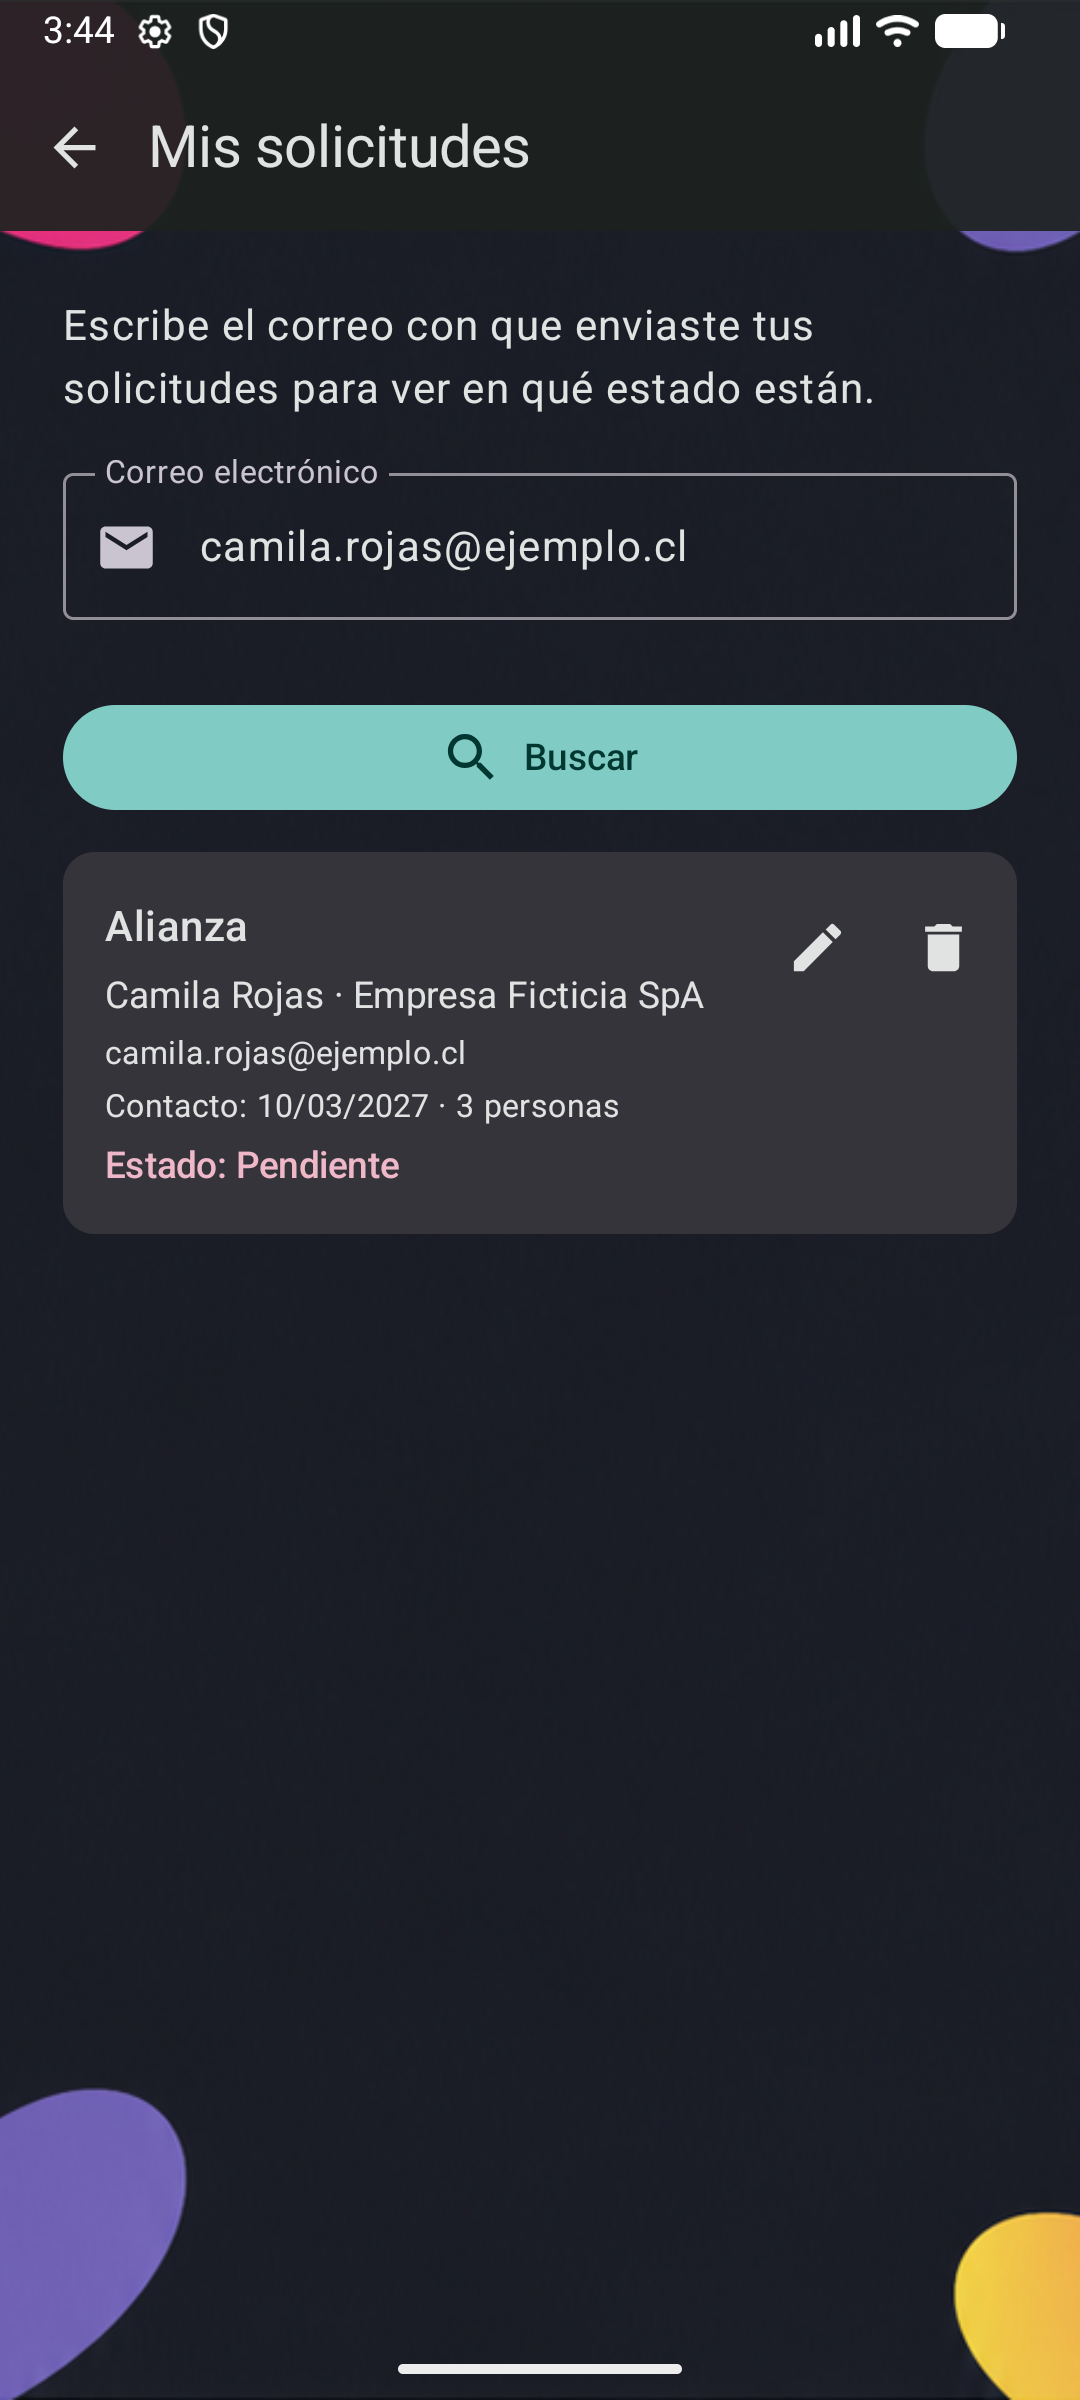 3:44
Mis solicitudes
Escribe el correo con que enviaste tus
solicitudes para ver en qué estado están.
Correo electrónico
camila.rojas@ejemplo.cl
Buscar
Alianza
Camila Rojas · Empresa Ficticia SpA
camila.rojas@ejemplo.cl
Contacto: 10/03/2027 · 3 personas
Estado: Pendiente